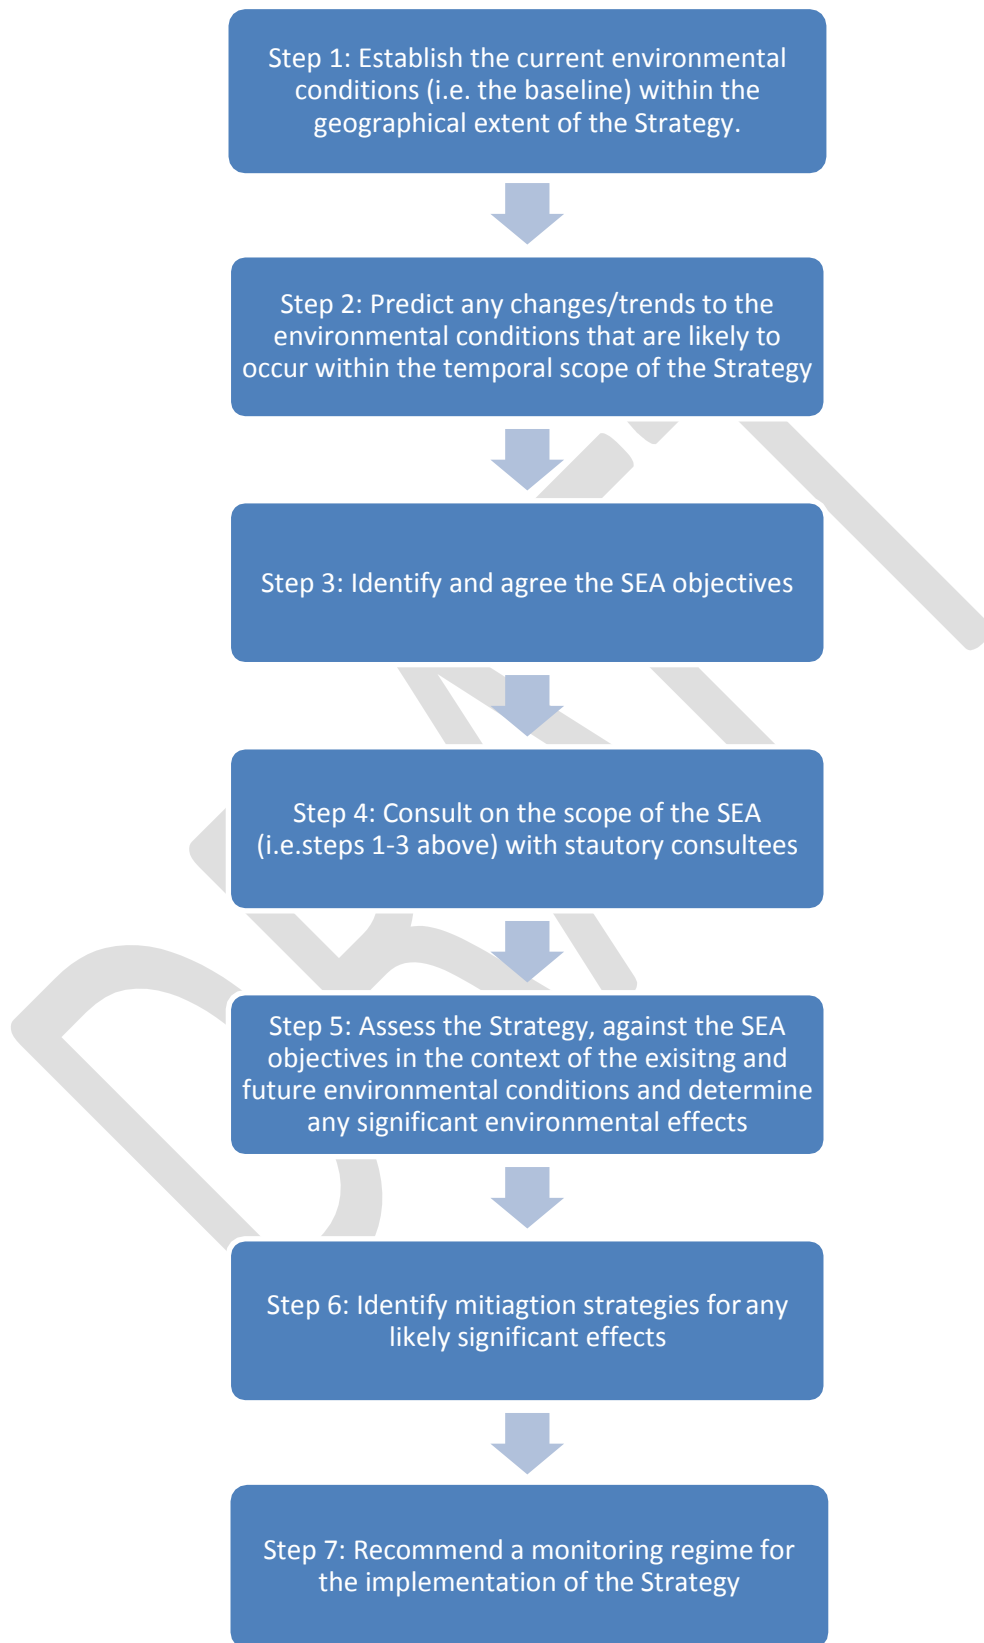 Step 1: Establish the current environmental
conditions (i.e. the baseline) within the
geographical extent of the Strategy.
Step 2: Predict any changes/trends to the
environmental conditions that are likely to
occur within the temporal scope of the Strategy
Step 3: Identify and agree the SEA objectives
Step 4: Consult on the scope of the SEA
(i.e.steps 1-3 above) with stautory consultees
Step 5: Assess the Strategy, against the SEA
objectives in the context of the exisitng and
future environmental conditions and determine
any significant environmental effects
Step 6: Identify mitiagtion strategies for any
likely significant effects
Step 7: Recommend a monitoring regime for
the implementation of the Strategy